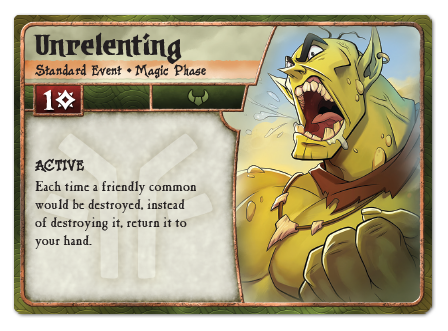 Unrelenting
Standard Event • Magic Phase
1
ACTIVE
Each time a friendly common
would be destroyed, instead
of destroying it, return it to
your hand.